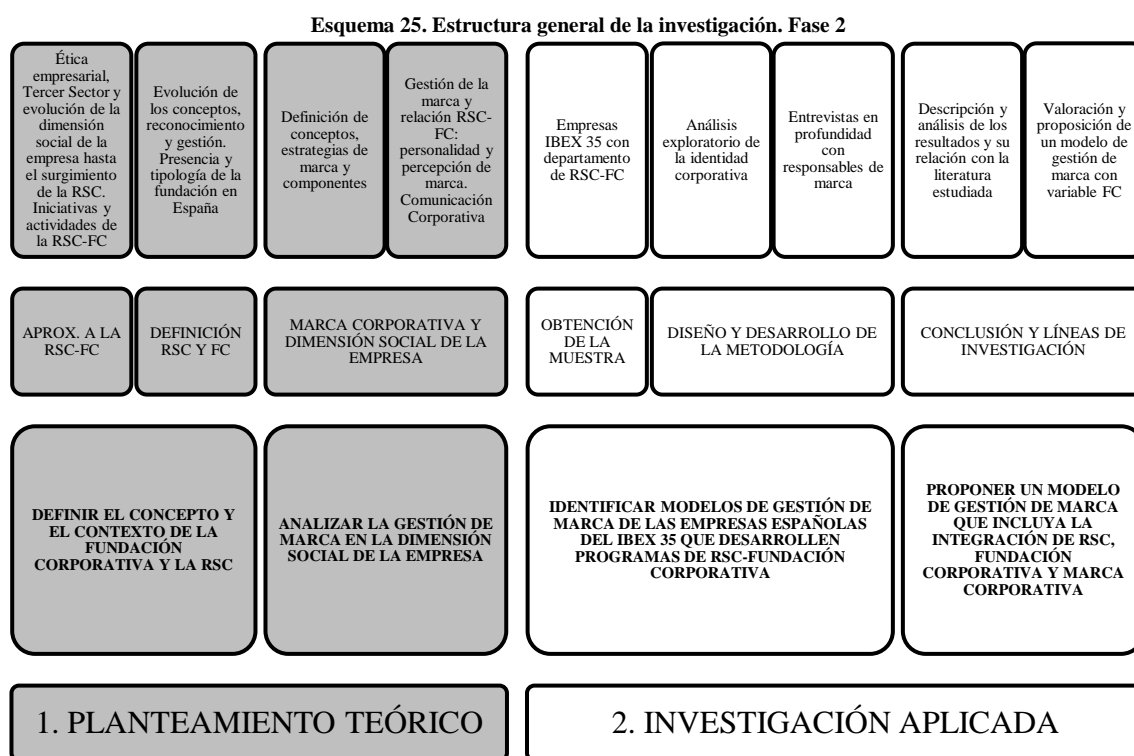 Esquema 25. Estructura general de la investigación. Fase 2
Ética
empresarial,
Tercer Sector y
evolución de la
dimensión
social de la
empresa hasta
el surgimiento
de la RSC.
Iniciativas y
actividades de
la RSC-FC
Evolución de
los conceptos,
reconocimiento
y gestión.
Presencia y
tipología de la
fundación en
España
Definición de
conceptos,
estrategias de
marca y
componentes
Gestión de la
marca y
relación RSC-
FC:
personalidad y
percepción de
marca.
Comunicación
Corporativa
Empresas
IBEX 35 con
departamento
de RSC-FC
Análisis
exploratorio de
la identidad
corporativa
Entrevistas en
profundidad
con
responsables de
marca
Descripción y
análisis de los
resultados y su
relación con la
literatura
estudiada
Valoración y
proposición de
un modelo de
gestión de
marca con
variable FC
APROX. A LA
RSC-FC
DEFINICIÓN
RSC Y FC
MARCA CORPORATIVA Y
DIMENSIÓN SOCIAL DE LA
EMPRESA
OBTENCIÓN
DE LA
MUESTRA
DISEÑO Y DESARROLLO DE
LA METODOLOGÍA
CONCLUSIÓN Y LÍNEAS DE
INVESTIGACIÓN
DEFINIR EL CONCEPTO Y
EL CONTEXTO DE LA
FUNDACIÓN
CORPORATIVA Y LA RSC
ANALIZAR LA GESTIÓN DE
MARCA EN LA DIMENSIÓN
SOCIAL DE LA EMPRESA
IDENTIFICAR MODELOS DE GESTIÓN DE
MARCA DE LAS EMPRESAS ESPAÑOLAS
DEL IBEX 35 QUE DESARROLLEN
PROGRAMAS DE RSC-FUNDACIÓN
CORPORATIVA
PROPONER UN MODELO
DE GESTIÓN DE MARCA
QUE INCLUYA LA
INTEGRACIÓN DE RSC,
FUNDACIÓN
CORPORATIVA Y MARCA
CORPORATIVA
1. PLANTEAMIENTO TEÓRICO
2. INVESTIGACIÓN APLICADA